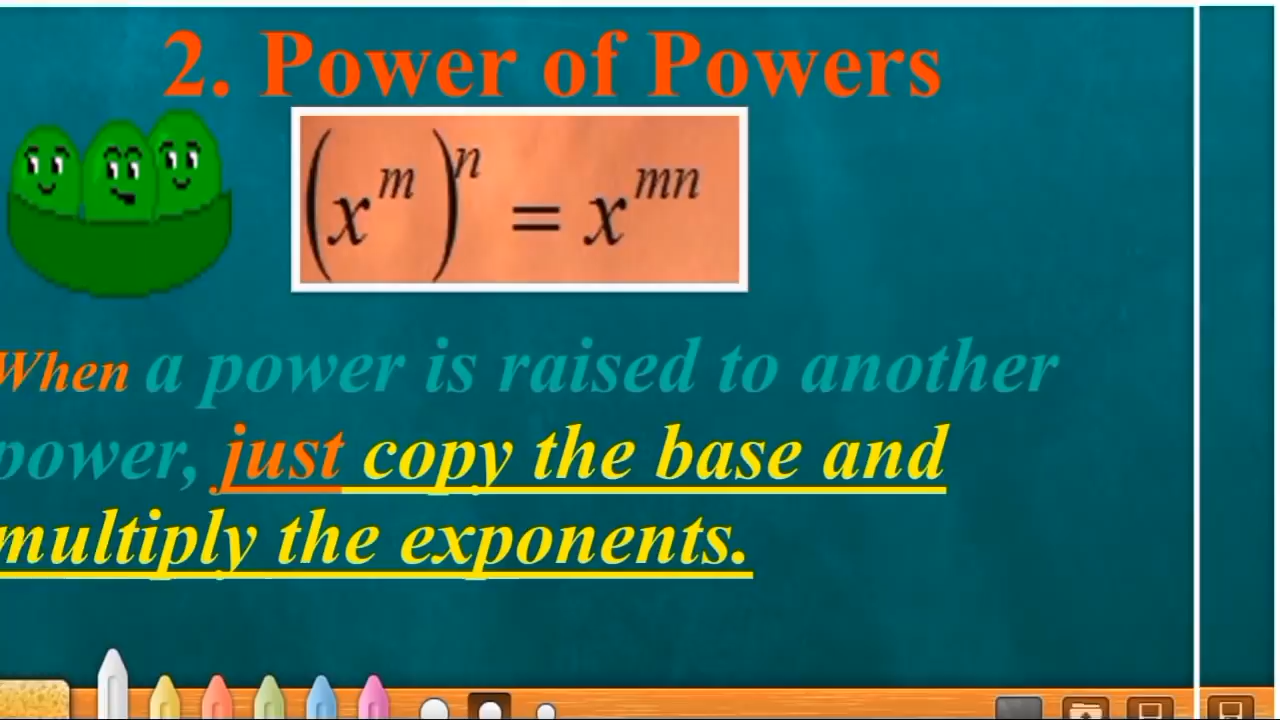 2. Power of Powers
(x^m)^n = x^{mn}
When a power is raised to another
power, just copy the base and
multiply the exponents.